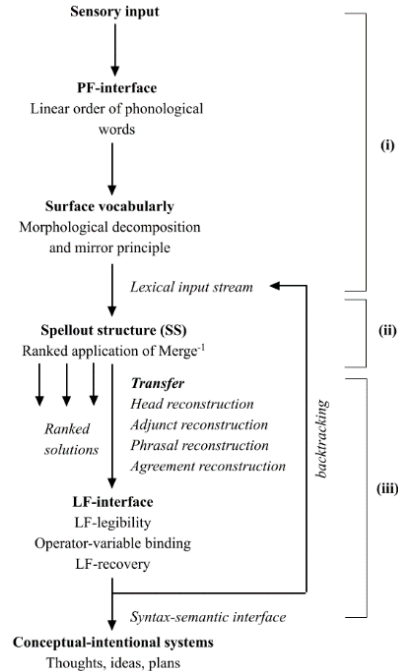 Sensory input
PF-interface
Linear order of phonological
words
(i)
Surface vocabularly
Morphological decomposition
and mirror principle
Lexical input stream
Spellout structure (SS)
(ii)
Ranked application of Merge⁻¹
Transfer
Head reconstruction
Adjunct reconstruction
Phrasal reconstruction
Agreement reconstruction
Ranked
solutions
backtracking
(iii)
LF-interface
LF-legibility
Operator-variable binding
LF-recovery
Syntax-semantic interface
Conceptual-intentional systems
Thoughts, ideas, plans